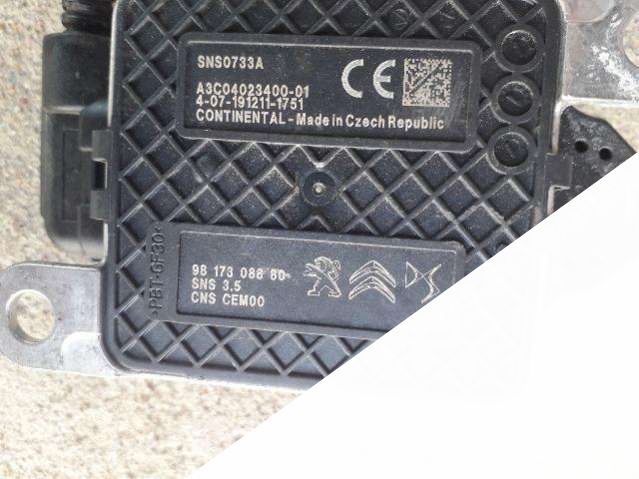 SNS0733A
A3C04023400-01
4-07-191211-1751
CONTINENTAL - Made in Czech Republic
CE
98 173 088 80
SNS 3.5
CNS CEM00
>PBT-GF30<